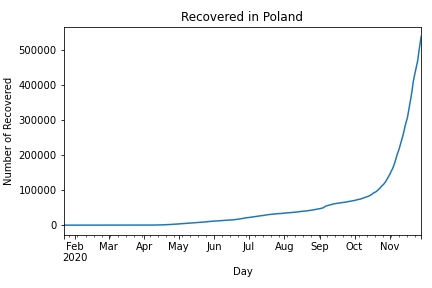 Recovered in Poland
Number of Recovered
500000
400000
300000
200000
100000
0
Feb Mar Apr May Jun Jul Aug Sep Oct Nov
2020
Day